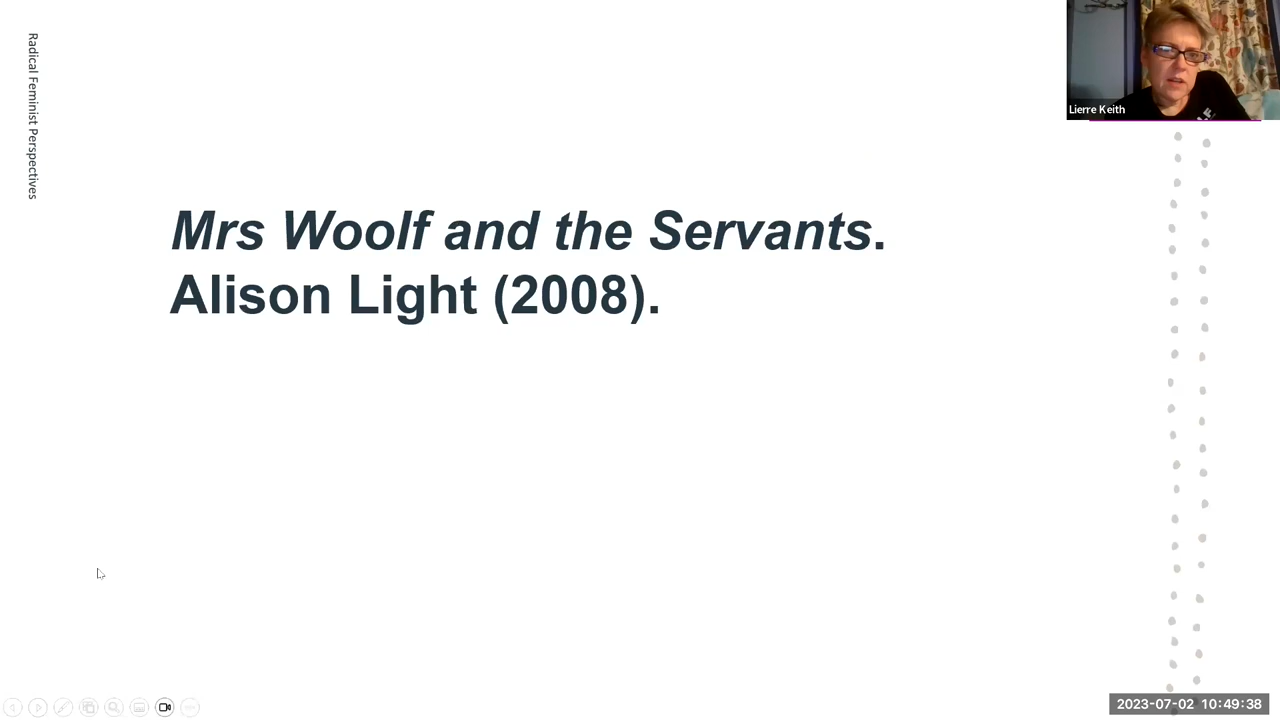 Radical Feminist Perspectives
Lierre Keith
Mrs Woolf and the Servants.
Alison Light (2008).
2023-07-02 10:49:38